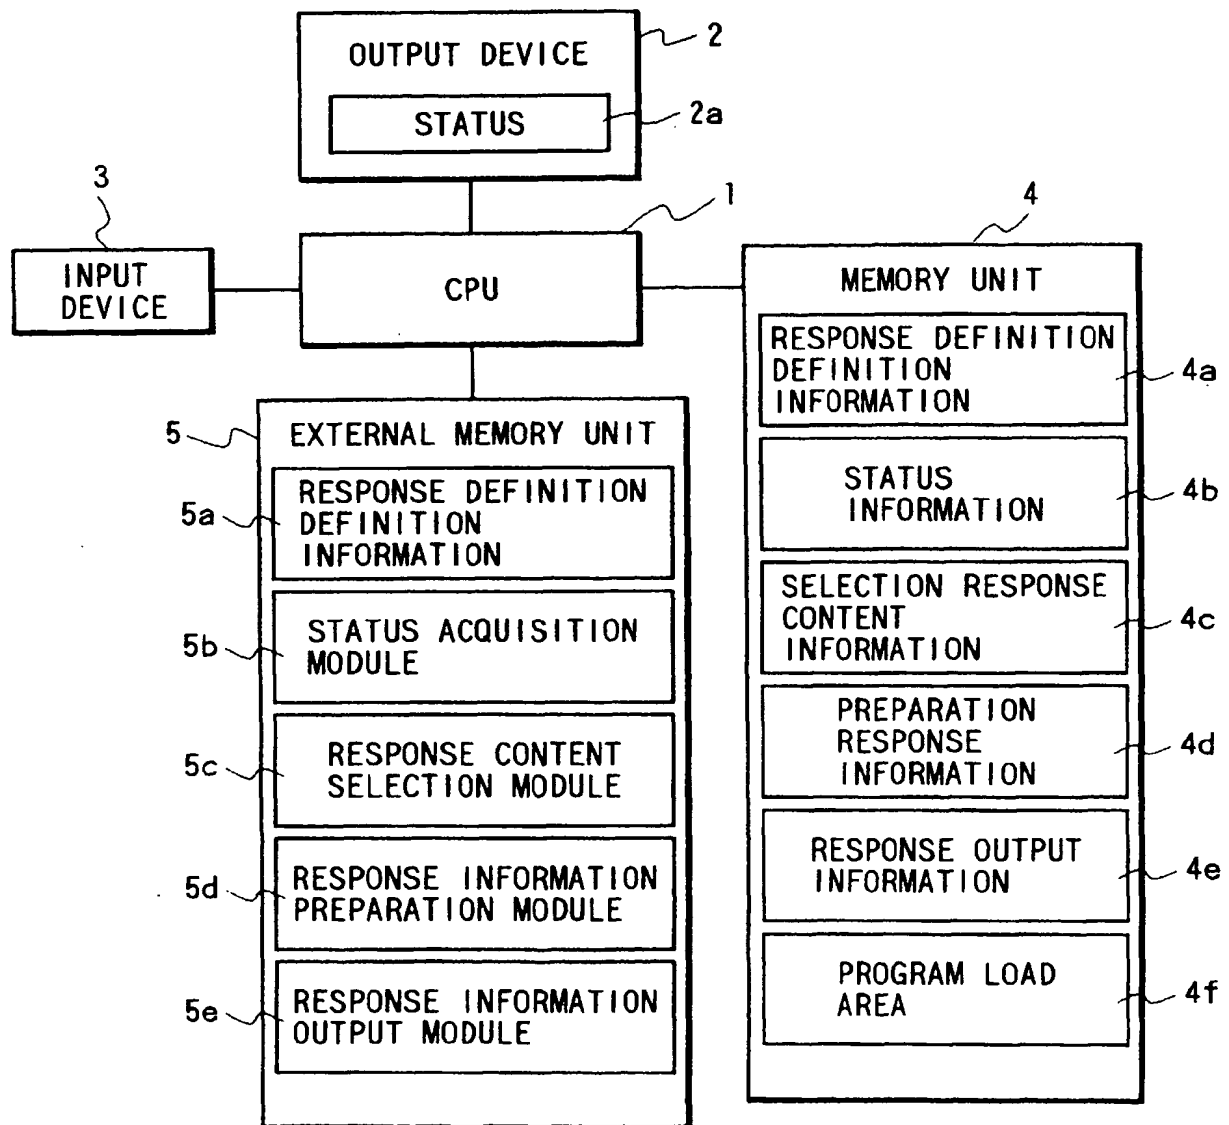 OUTPUT DEVICE
2
STATUS
2a
3
INPUT
DEVICE
1
CPU
4
MEMORY UNIT
RESPONSE DEFINITION
DEFINITION
INFORMATION
4a
STATUS
INFORMATION
4b
SELECTION RESPONSE
CONTENT
INFORMATION
4c
PREPARATION
RESPONSE
INFORMATION
4d
RESPONSE OUTPUT
INFORMATION
4e
PROGRAM LOAD
AREA
4f
5
EXTERNAL MEMORY UNIT
5a
RESPONSE DEFINITION
DEFINITION
INFORMATION
5b
STATUS ACQUISITION
MODULE
5c
RESPONSE CONTENT
SELECTION MODULE
5d
RESPONSE INFORMATION
PREPARATION MODULE
5e
RESPONSE INFORMATION
OUTPUT MODULE